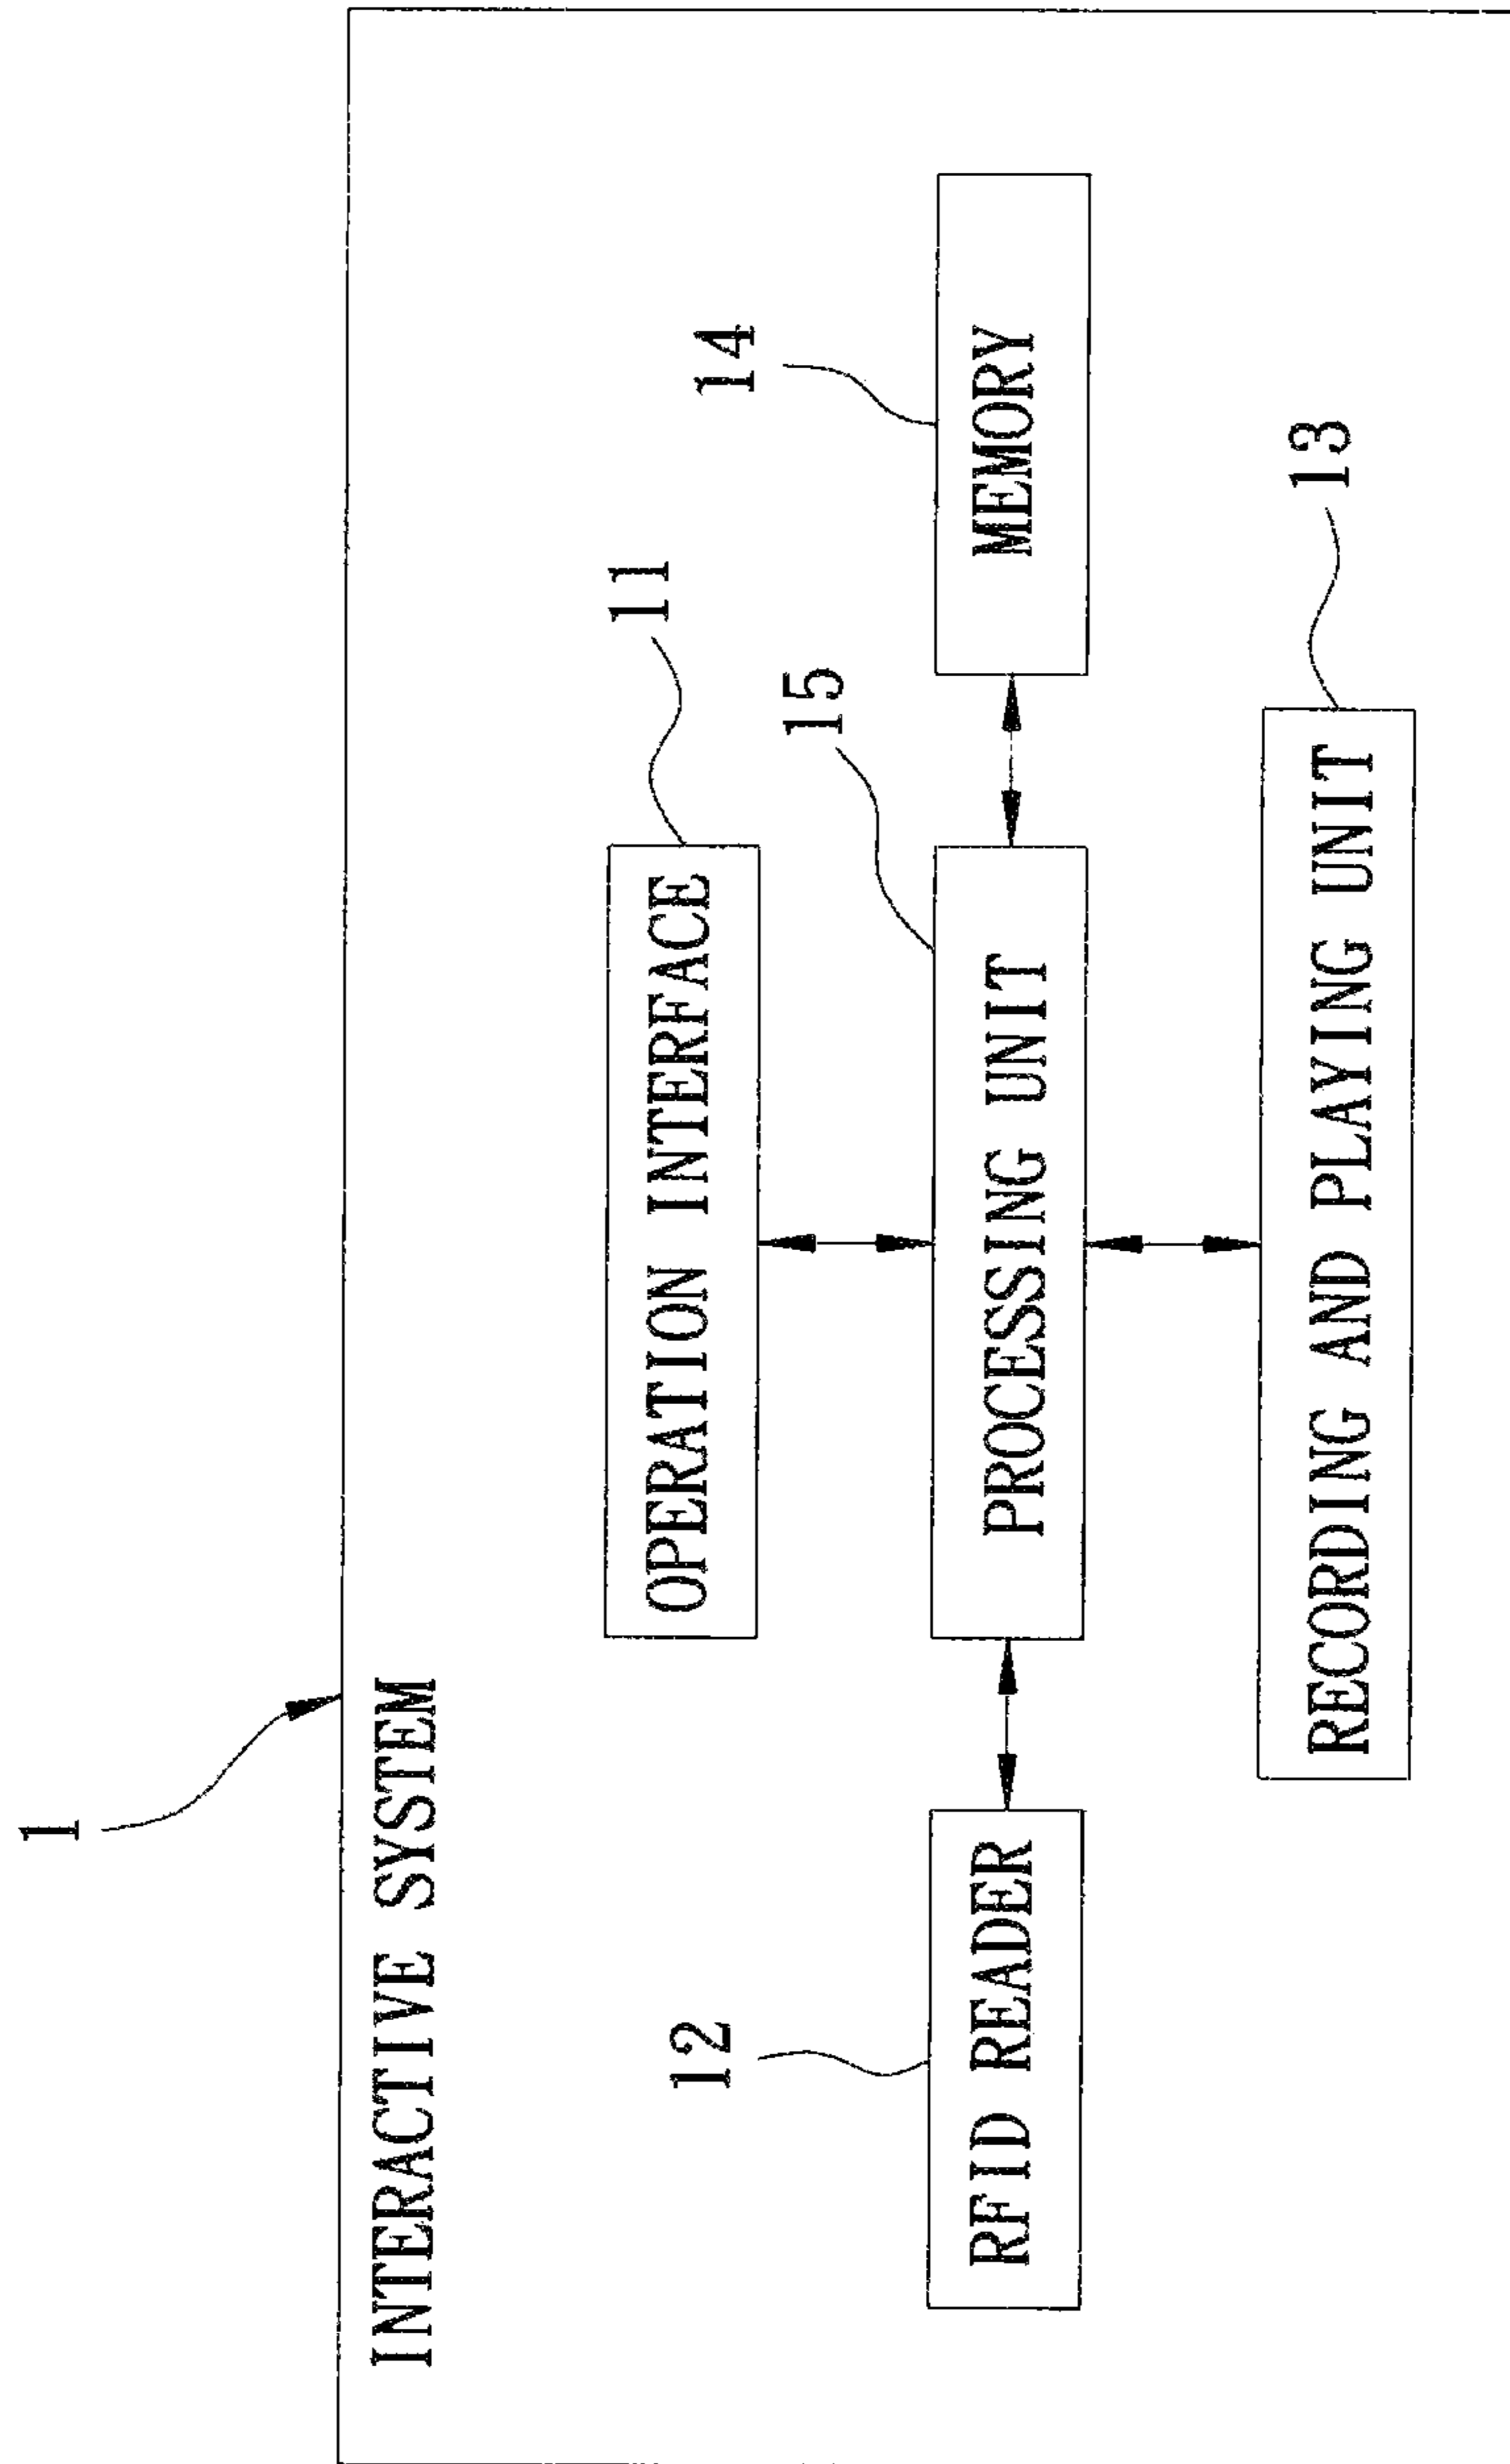 1
INTERACTIVE SYSTEM
11
OPERATION INTERFACE
12
15
14
RFID READER
PROCESSING UNIT
MEMORY
13
RECORDING AND PLAYING UNIT